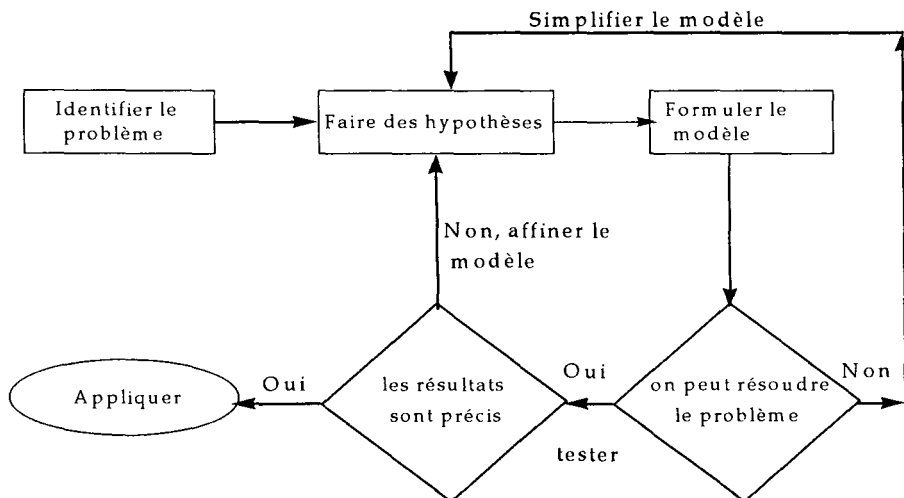 Simplifier le modèle
Identifier le
problème
Faire des hypothèses
Formuler le
modèle
Non, affiner le
modèle
Appliquer
Oui
les résultats
sont précis
Oui
tester
on peut résoudre
le problème
Non